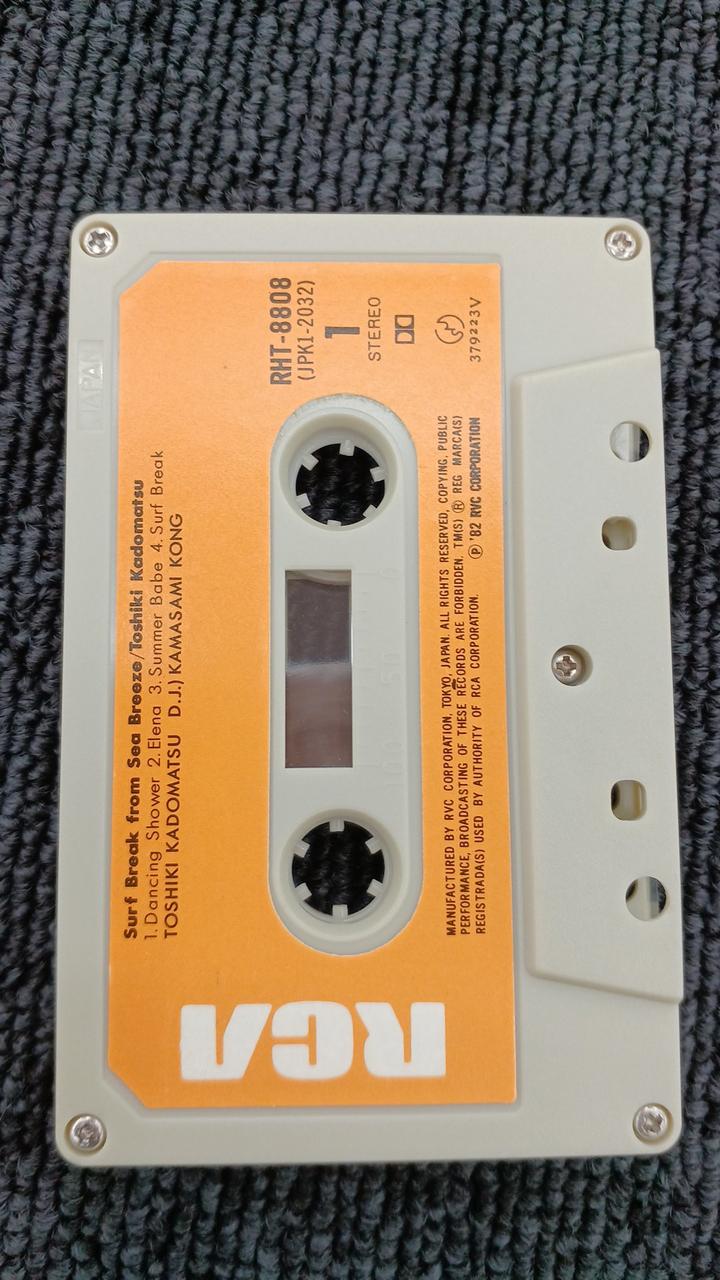 Surf Break from Sea Breeze/Toshiki Kadomatsu
1. Dancing Shower 2. Elena 3. Summer Babe 4. Surf Break
TOSHIKI KADOMATSU D.J.) KAMASAMI KONG
RHT-8808
(JPK1-2032)
1
STEREO
379223V
MANUFACTURED BY RVC CORPORATION, TOKYO, JAPAN. ALL RIGHTS RESERVED, COPYING, PUBLIC
PERFORMANCE, BROADCASTING OF THESE RECORDS ARE FORBIDDEN. TM(S) ® REG MARCA(S)
REGISTRADA(S) USED BY AUTHORITY OF RCA CORPORATION. ℗ '82 RVC CORPORATION
RCA
JAPAN